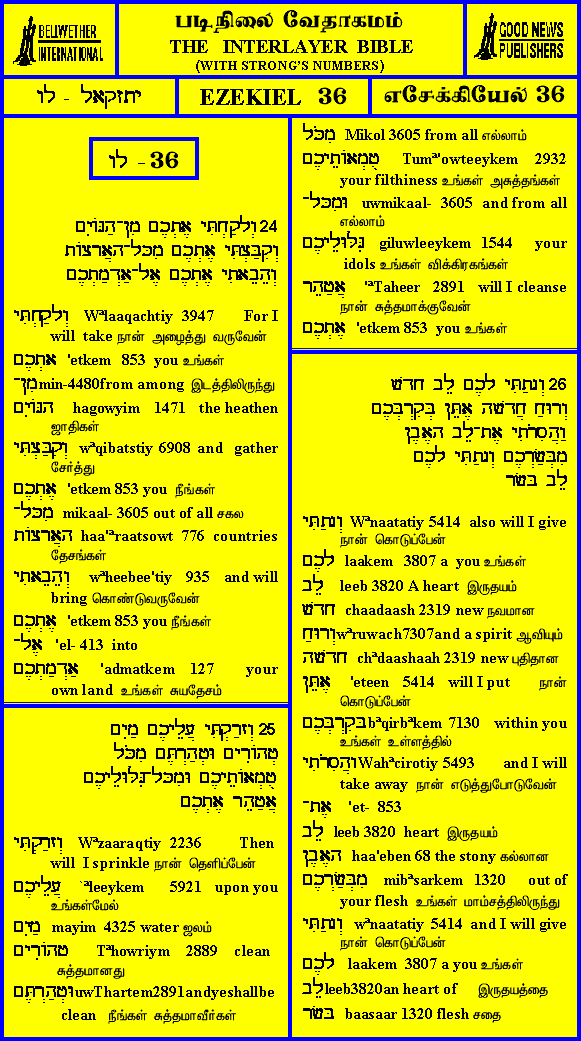 BELLWETHER
INTERNATIONAL
படிநிலை வேதாகமம்
THE INTERLAYER BIBLE
(WITH STRONG'S NUMBERS)
GOOD NEWS
PUBLISHERS
יחזקאל - לו
EZEKIEL 36
எசேக்கியேல் 36
לו - 36
24 וְלָקַחְתִּי אֶתְכֶם מִן־הַגּוֹיִם
וְקִבַּצְתִּי אֶתְכֶם מִכָּל־הָאֲרָצוֹת
וְהֵבֵאתִי אֶתְכֶם אֶל־אַדְמַתְכֶם
וְלָקַחְתִּי Wªlaaqachtiy 3947 For I
will take நான் அழைத்து வருவேன்
אֶתְכֶם 'etkem 853 you உங்கள்
מִן־ min-4480from among இடத்திலிருந்து
הַגּוֹיִם hagowyim 1471 the heathen
ஜாதிகள்
וְקִבַּצְתִּי wªqibatstiy 6908 and gather
சேர்த்து
אֶתְכֶם 'etkem 853 you நீங்கள்
מִכָּל־ mikaal- 3605 out of all சகல
הָאֲרָצוֹת haa'ªraatsowt 776 countries
தேசங்கள்
וְהֵבֵאתִי wªheebee'tiy 935 and will
bring கொண்டுவருவேன்
אֶתְכֶם 'etkem 853 you நீங்கள்
אֶל־ 'el- 413 into
אַדְמַתְכֶם 'admatkem 127 your
own land உங்கள் சுயதேசம்
25 וְזָרַקְתִּי עֲלֵיכֶם מַיִם
טְהוֹרִים וּטְהַרְתֶּם מִכֹּל
טֻמְאוֹתֵיכֶם וּמִכָּל־גִּלּוּלֵיכֶם
אֲטַהֵר אֶתְכֶם
וְזָרַקְתִּי Wªzaaraqtiy 2236 Then
will I sprinkle நான் தெளிப்பேன்
עֲלֵיכֶם `ªleeykem 5921 upon you
உங்கள்மேல்
מַיִם mayim 4325 water ஜலம்
טְהוֹרִים Tªhowriym 2889 clean
சுத்தமானது
וּטְהַרְתֶּם uwThartem2891andyeshallbe
clean நீங்கள் சுத்தமாவீர்கள்
מִכֹּל Mikol 3605 from all எல்லாம்
טֻמְאוֹתֵיכֶם Tumª'owteeykem 2932
your filthiness உங்கள் அசுத்தங்கள்
וּמִכָּל־ uwmikaal- 3605 and from all
எல்லாம்
גִּלּוּלֵיכֶם giluwleeykem 1544 your
idols உங்கள் விக்கிரகங்கள்
אֲטַהֵר 'ªTaheer 2891 will I cleanse
நான் சுத்தமாக்குவேன்
אֶתְכֶם 'etkem 853 you உங்கள்
26 וְנָתַתִּי לָכֶם לֵב חָדָשׁ
וְרוּחַ חֲדָשָׁה אֶתֵּן בְּקִרְבְּכֶם
וַהֲסִרֹתִי אֶת־לֵב הָאֶבֶן
מִבְּשַׂרְכֶם וְנָתַתִּי לָכֶם
לֵב בָּשָׂר
וְנָתַתִּי Wªnaatatiy 5414 also will I give
நான் கொடுப்பேன்
לָכֶם laakem 3807 a you உங்கள்
לֵב leeb 3820 A heart இருதயம்
חָדָשׁ chaadaash 2319 new நவமான
וְרוּחַ wªruwach7307and a spirit ஆவியும்
חֲדָשָׁה chªdaashaah 2319 new புதிதான
אֶתֵּן 'eteen 5414 will I put நான்
கொடுப்பேன்
בְּקִרְבְּכֶם bªqirbªkem 7130 within you
உங்கள் உள்ளத்தில்
וַהֲסִרֹתִי Wahªcirotiy 5493 and I will
take away நான் எடுத்துபோடுவேன்
אֶת־ 'et- 853
לֵב leeb 3820 heart இருதயம்
הָאֶבֶן haa'eben 68 the stony கல்லான
מִבְּשַׂרְכֶם mibªsarkem 1320 out of
your flesh உங்கள் மாம்சத்திலிருந்து
וְנָתַתִּי wªnaatatiy 5414 and I will give
நான் கொடுப்பேன்
לָכֶם laakem 3807 a you உங்கள்
לֵב leeb3820an heart of இருதயத்தை
בָּשָׂר baasaar 1320 flesh சதை